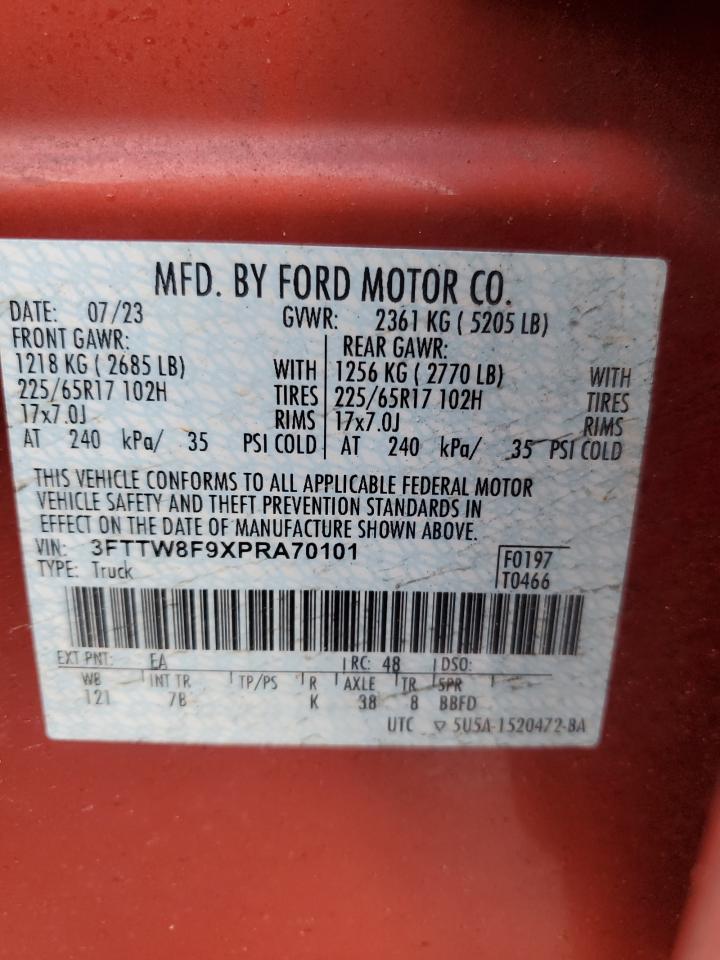 MFD. BY FORD MOTOR CO.
DATE: 07/23 GVWR: 2361 KG ( 5205 LB)
FRONT GAWR: REAR GAWR:
1218 KG ( 2685 LB) WITH 1256 KG ( 2770 LB) WITH
225/65R17 102H TIRES 225/65R17 102H TIRES
17x7.0J RIMS 17x7.0J RIMS
AT 240 kPa/ 35 PSI COLD AT 240 kPa/ 35 PSI COLD
THIS VEHICLE CONFORMS TO ALL APPLICABLE FEDERAL MOTOR
VEHICLE SAFETY AND THEFT PREVENTION STANDARDS IN
EFFECT ON THE DATE OF MANUFACTURE SHOWN ABOVE.
VIN: 3FTTW8F9XPRA70101 F0197
TYPE: Truck T0466
EXT PNT: EA RC: 48 DSO:
WB INT TR TP/PS R AXLE TR SPR
121 7B K 38 8 BBFD
UTC ▽ 5U5A-1520472-BA